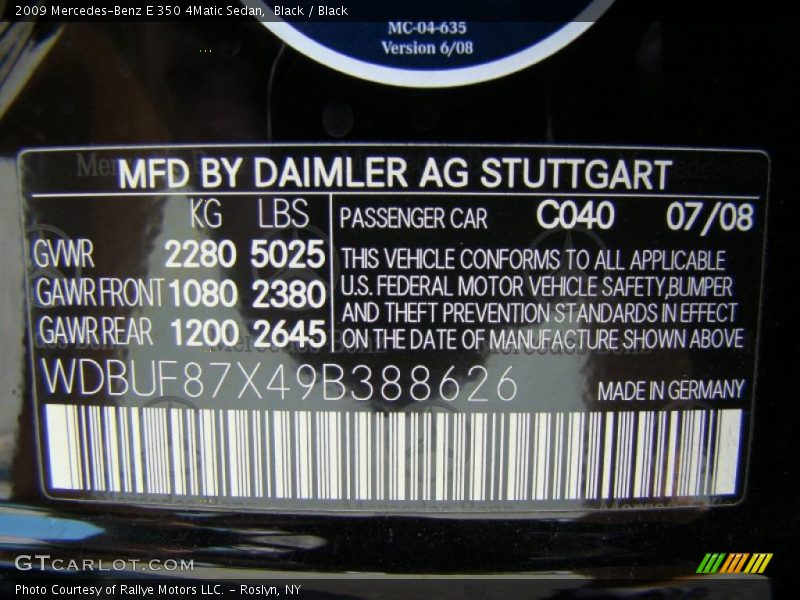 2009 Mercedes-Benz E 350 4Matic Sedan, Black / Black
MC-04-635
Version 6/08
MFD BY DAIMLER AG STUTTGART
KG LBS
GVWR 2280 5025
GAWR FRONT 1080 2380
GAWR REAR 1200 2645
PASSENGER CAR C040 07/08
THIS VEHICLE CONFORMS TO ALL APPLICABLE
U.S. FEDERAL MOTOR VEHICLE SAFETY,BUMPER
AND THEFT PREVENTION STANDARDS IN EFFECT
ON THE DATE OF MANUFACTURE SHOWN ABOVE
WDBUF87X49B388626
MADE IN GERMANY
GTCARLOT.COM
Photo Courtesy of Rallye Motors LLC. - Roslyn, NY